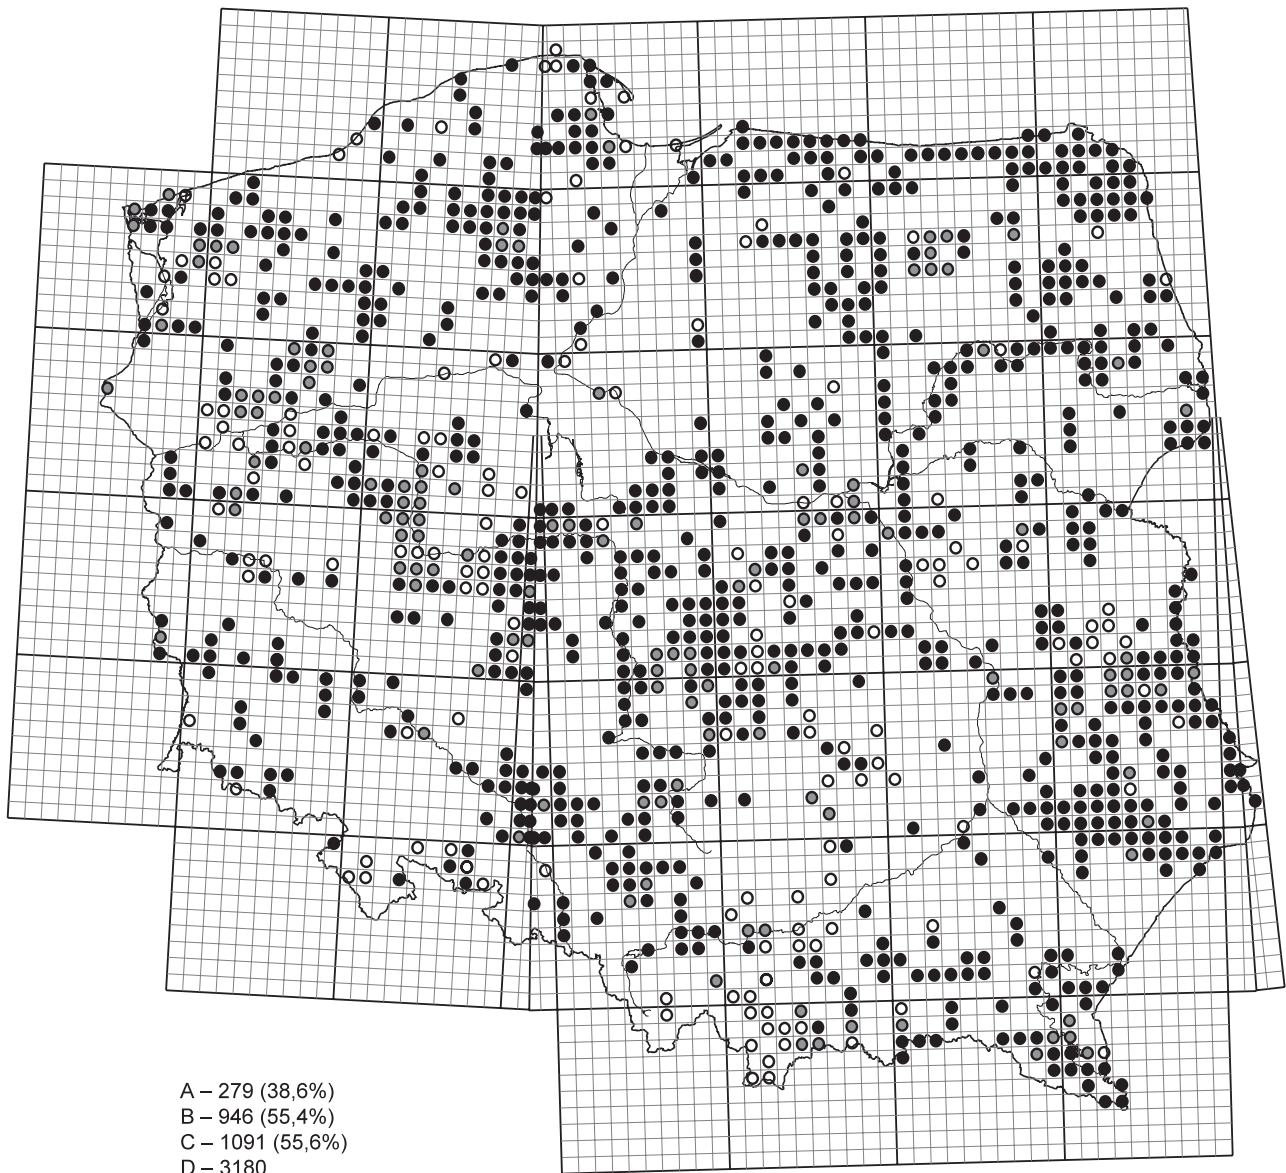 A – 279 (38,6%)
B – 946 (55,4%)
C – 1091 (55,6%)
D – 3180